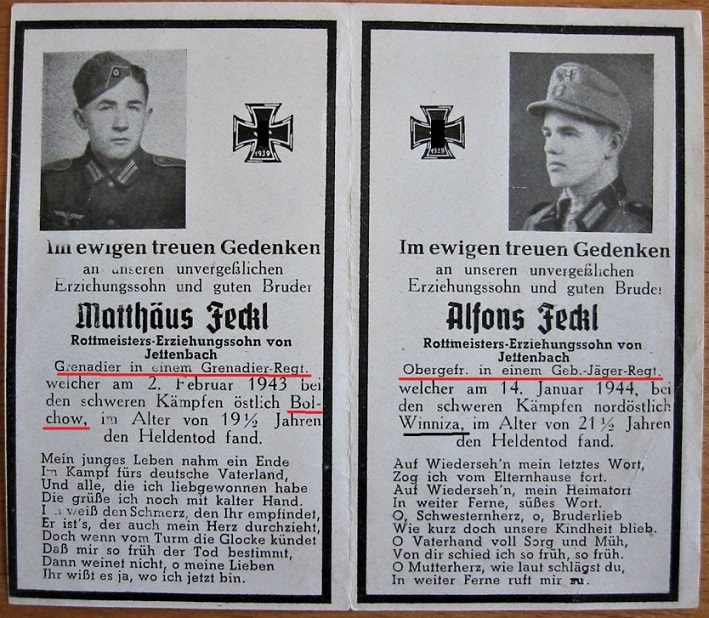 1939
Im ewigen treuen Gedenken
an unseren unvergeßlichen
Erziehungssohn und guten Bruder
Matthäus Feckl
Rottmeisters-Erziehungssohn von
Jettenbach
Grenadier in einem Grenadier-Regt.
welcher am 2. Februar 1943 bei
den schweren Kämpfen östlich Bol-
chow, im Alter von 19½ Jahren
den Heldentod fand.
Mein junges Leben nahm ein Ende
Im Kampf fürs deutsche Vaterland,
Und alle, die ich liebgewonnen habe
Die grüße ich noch mit kalter Hand.
Ich weiß den Schmerz, den Ihr empfindet,
Er ist's, der auch mein Herz durchzieht,
Doch wenn vom Turm die Glocke kündet
Daß mir so früh der Tod bestimmt,
Dann weinet nicht, o meine Lieben
Ihr wißt es ja, wo ich jetzt bin.
1939
Im ewigen treuen Gedenken
an unseren unvergeßlichen
Erziehungssohn und guten Bruder
Alfons Feckl
Rottmeisters-Erziehungssohn von
Jettenbach
Obergefr. in einem Geb.-Jäger-Regt.
welcher am 14. Januar 1944, bei
den schweren Kämpfen nordöstlich
Winniza, im Alter von 21½ Jahren
den Heldentod fand.
Auf Wiederseh'n mein letztes Wort,
Zog ich vom Elternhause fort.
Auf Wiederseh'n, mein Heimatort
In weiter Ferne, süßes Wort.
O, Schwesternherz, o, Bruderlieb
Wie kurz doch unsere Kindheit blieb.
O Vaterhand voll Sorg und Müh,
Von dir schied ich so früh, so früh.
O Mutterherz, wie laut schlägst du,
In weiter Ferne ruft mir zu.